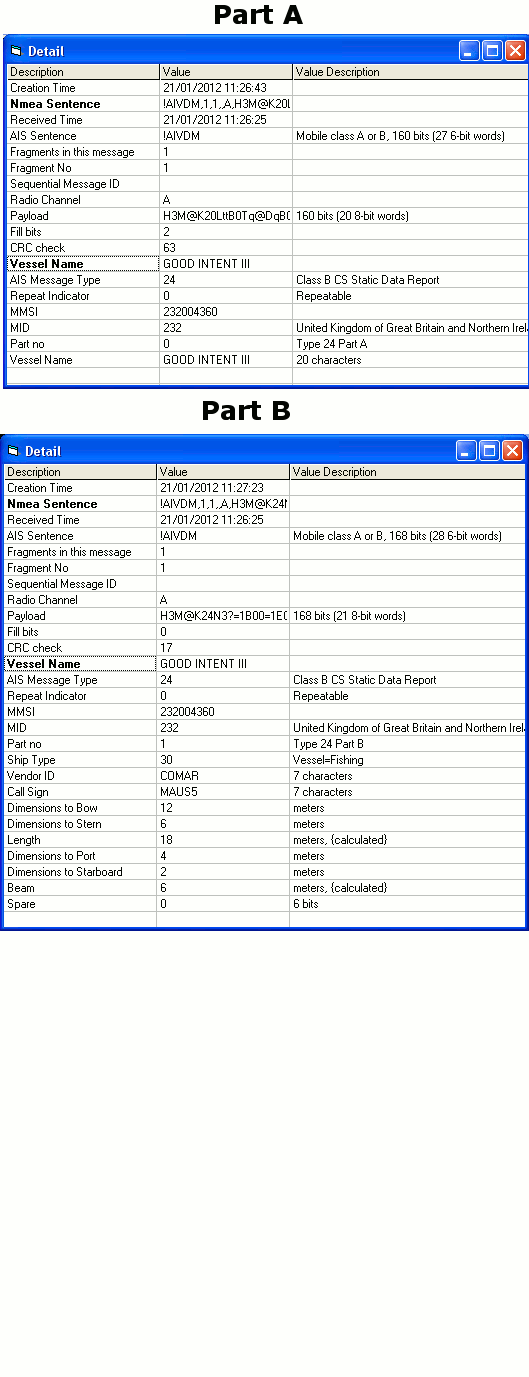 Part A
Detail
Description Value Value Description
Creation Time 21/01/2012 11:26:43
Nmea Sentence !AIVDM,1,1,,A,H3M@K20L
Received Time 21/01/2012 11:26:25
AIS Sentence !AIVDM Mobile class A or B, 160 bits (27 6-bit words)
Fragments in this message 1
Fragment No 1
Sequential Message ID
Radio Channel A
Payload H3M@K20LttB0Tq@DqB( 160 bits (20 8-bit words)
Fill bits 2
CRC check 63
Vessel Name GOOD INTENT III
AIS Message Type 24 Class B CS Static Data Report
Repeat Indicator 0 Repeatable
MMSI 232004360
MID 232 United Kingdom of Great Britain and Northern Irel
Part no 0 Type 24 Part A
Vessel Name GOOD INTENT III 20 characters
Part B
Detail
Description Value Value Description
Creation Time 21/01/2012 11:27:23
Nmea Sentence !AIVDM,1,1,,A,H3M@K24N
Received Time 21/01/2012 11:26:25
AIS Sentence !AIVDM Mobile class A or B, 168 bits (28 6-bit words)
Fragments in this message 1
Fragment No 1
Sequential Message ID
Radio Channel A
Payload H3M@K24N3?=1B00=1E( 168 bits (21 8-bit words)
Fill bits 0
CRC check 17
Vessel Name GOOD INTENT III
AIS Message Type 24 Class B CS Static Data Report
Repeat Indicator 0 Repeatable
MMSI 232004360
MID 232 United Kingdom of Great Britain and Northern Irel
Part no 1 Type 24 Part B
Ship Type 30 Vessel=Fishing
Vendor ID COMAR 7 characters
Call Sign MAUS5 7 characters
Dimensions to Bow 12 meters
Dimensions to Stern 6 meters
Length 18 meters, {calculated}
Dimensions to Port 4 meters
Dimensions to Starboard 2 meters
Beam 6 meters, {calculated}
Spare 0 6 bits